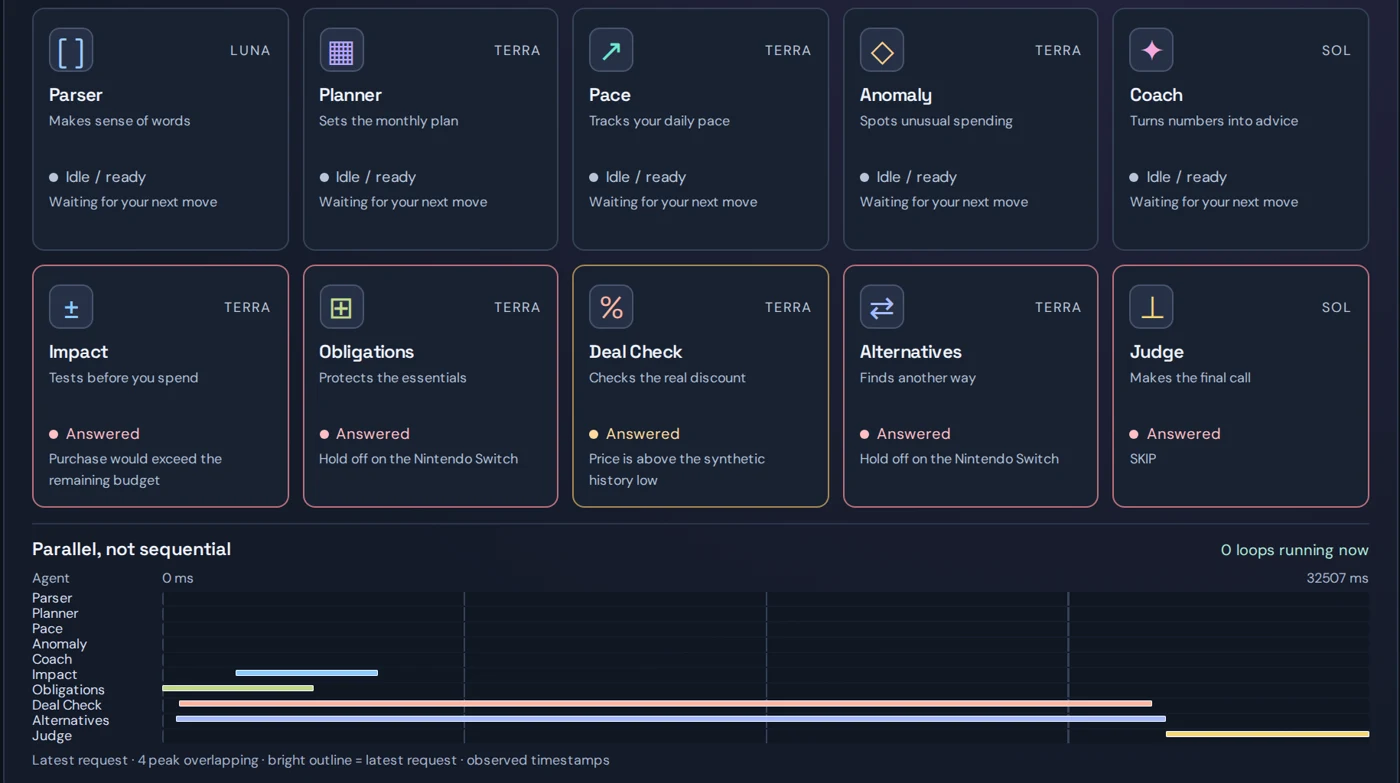 [ ] LUNA
▦ TERRA
↗ TERRA
◇ TERRA
✦ SOL
Parser
Makes sense of words
Idle / ready
Waiting for your next move
Planner
Sets the monthly plan
Idle / ready
Waiting for your next move
Pace
Tracks your daily pace
Idle / ready
Waiting for your next move
Anomaly
Spots unusual spending
Idle / ready
Waiting for your next move
Coach
Turns numbers into advice
Idle / ready
Waiting for your next move
± TERRA
Impact
Tests before you spend
Answered
Purchase would exceed the
remaining budget
⊞ TERRA
Obligations
Protects the essentials
Answered
Hold off on the Nintendo Switch
% TERRA
Deal Check
Checks the real discount
Answered
Price is above the synthetic
history low
⇄ TERRA
Alternatives
Finds another way
Answered
Hold off on the Nintendo Switch
⊥ SOL
Judge
Makes the final call
Answered
SKIP
Parallel, not sequential
0 loops running now
Agent 0 ms 32507 ms
Parser
Planner
Pace
Anomaly
Coach
Impact
Obligations
Deal Check
Alternatives
Judge
Latest request · 4 peak overlapping · bright outline = latest request · observed timestamps